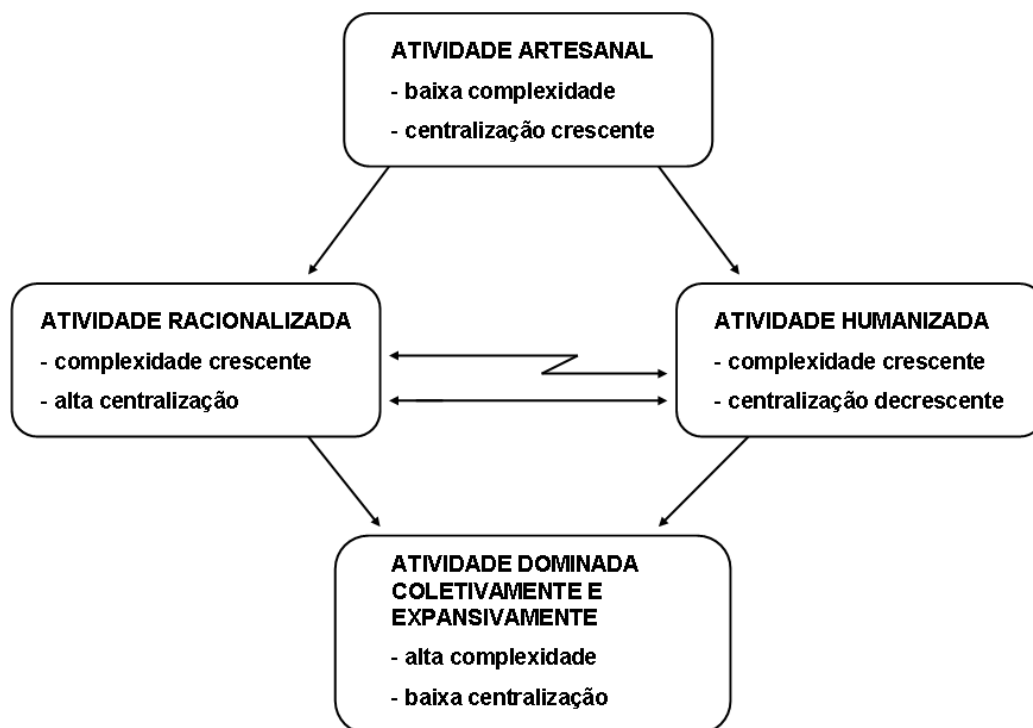 ATIVIDADE ARTESANAL
- baixa complexidade
- centralização crescente
ATIVIDADE RACIONALIZADA
- complexidade crescente
- alta centralização
ATIVIDADE HUMANIZADA
- complexidade crescente
- centralização decrescente
ATIVIDADE DOMINADA
COLETIVAMENTE E
EXPANSIVAMENTE
- alta complexidade
- baixa centralização